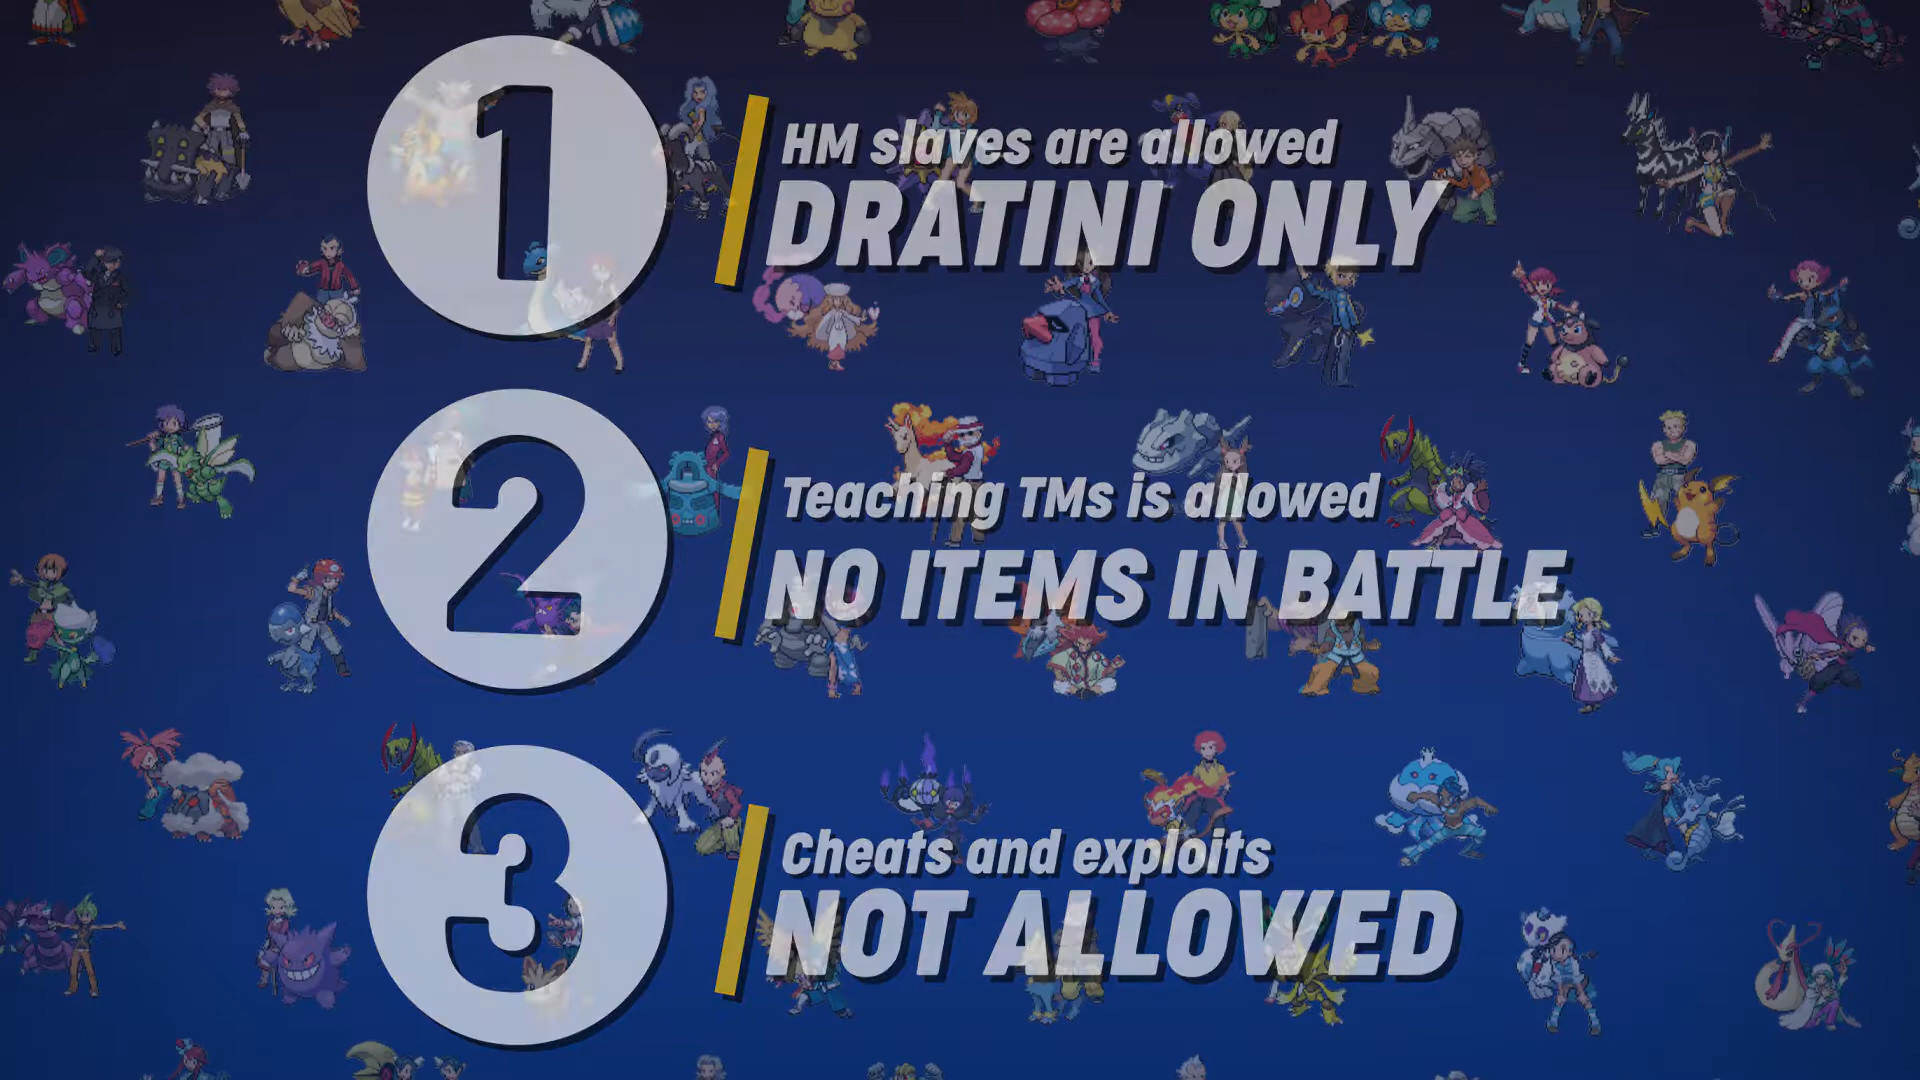 1
HM slaves are allowed
DRATINI ONLY
2
Teaching TMs is allowed
NO ITEMS IN BATTLE
3
Cheats and exploits
NOT ALLOWED